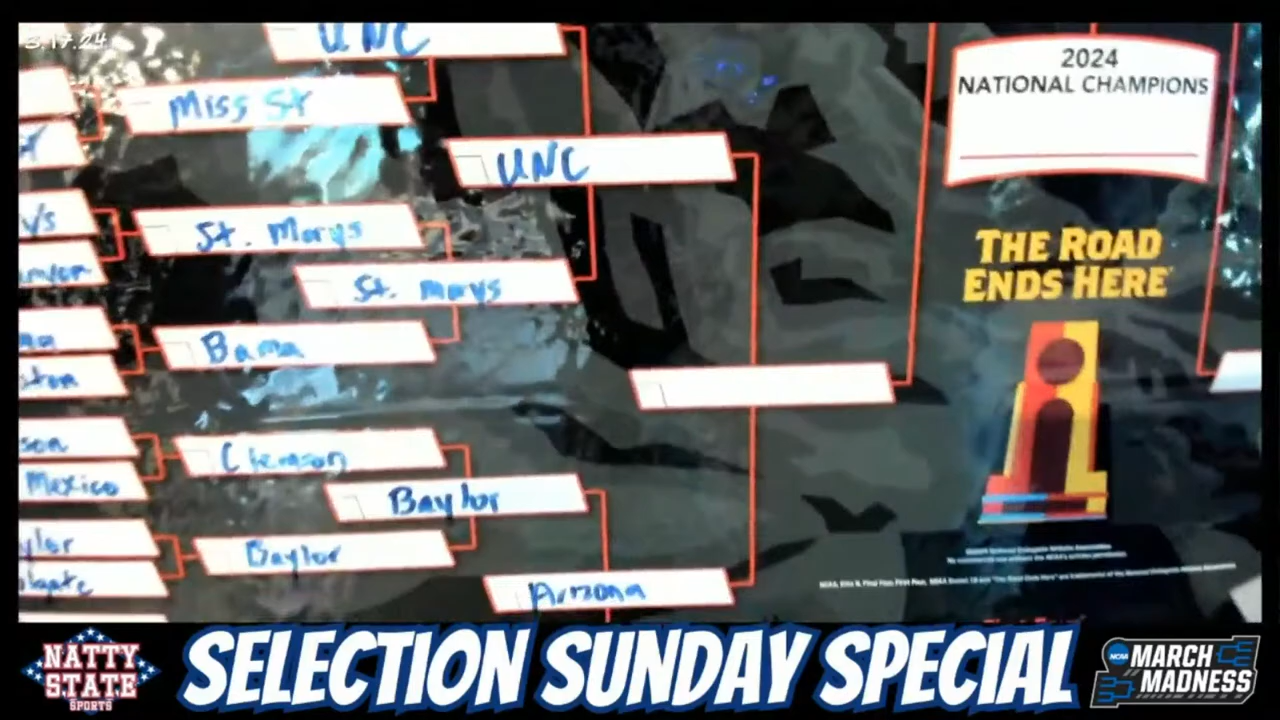 3.17.24
UNC
Miss St
UNC
St. Marys
St. marys
Bama
Clemson
Mexico
Baylor
Baylor
Arizona
2024
NATIONAL CHAMPIONS
THE ROAD
ENDS HERE
NATTY
STATE
SPORTS
SELECTION SUNDAY SPECIAL
NCAA
MARCH
MADNESS